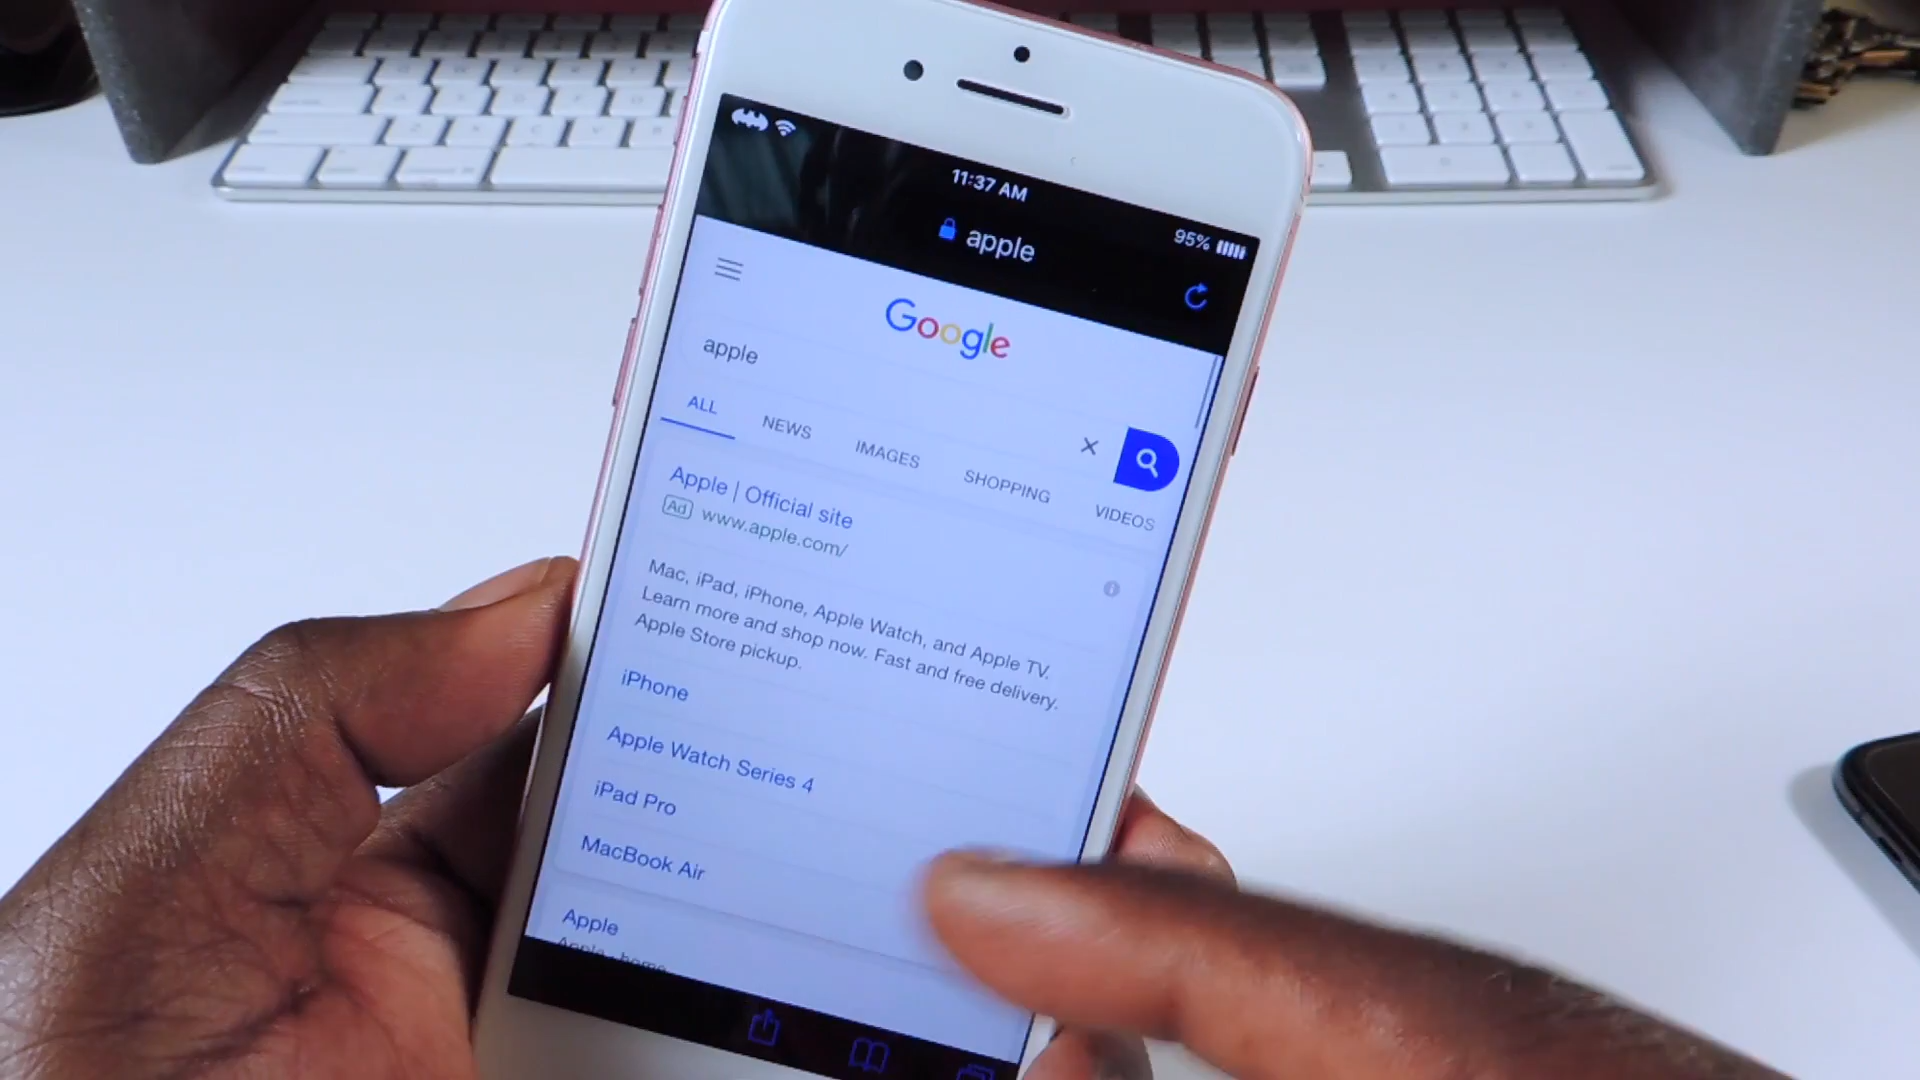 11:37 AM
95%
apple
Google
apple
ALL NEWS IMAGES SHOPPING VIDEOS
Apple | Official site
Ad www.apple.com/
Mac, iPad, iPhone, Apple Watch, and Apple TV.
Learn more and shop now. Fast and free delivery.
Apple Store pickup.
iPhone
Apple Watch Series 4
iPad Pro
MacBook Air
Apple
Apple - home